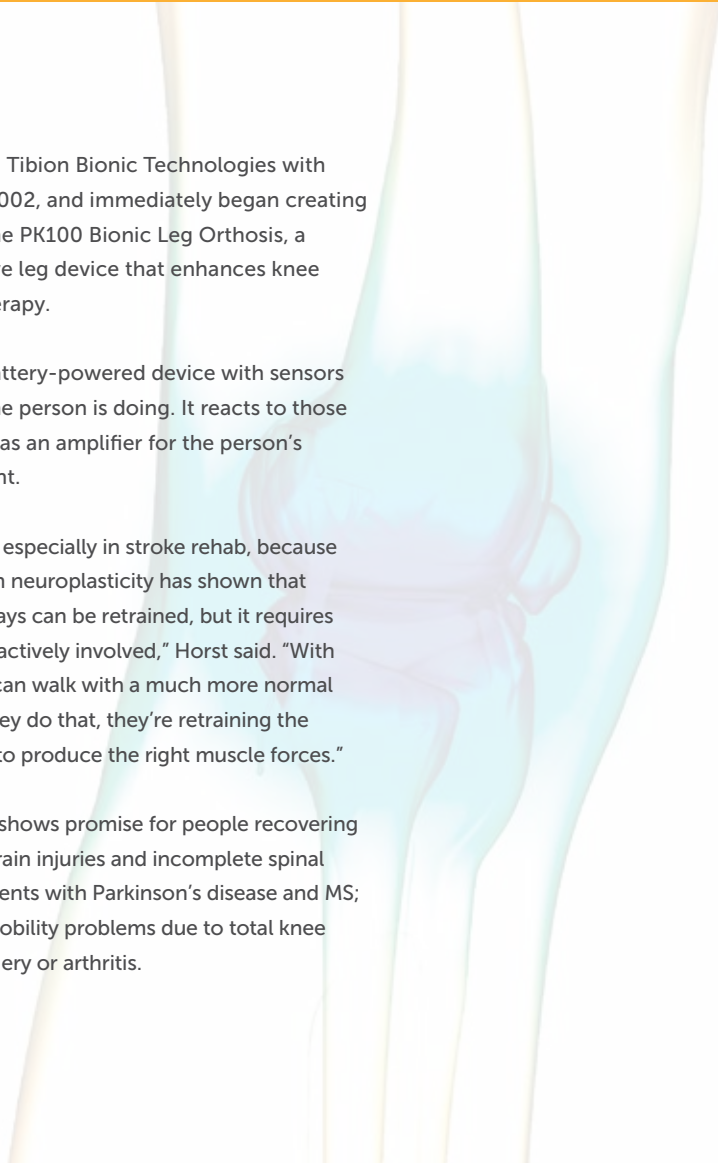 Tibion Bionic Technologies with
002, and immediately began creating
PK100 Bionic Leg Orthosis, a
e leg device that enhances knee
erapy.
ttery-powered device with sensors
e person is doing. It reacts to those
as an amplifier for the person’s
nt.
especially in stroke rehab, because
n neuroplasticity has shown that
ays can be retrained, but it requires
actively involved,” Horst said. “With
can walk with a much more normal
ey do that, they’re retraining the
to produce the right muscle forces.”
shows promise for people recovering
rain injuries and incomplete spinal
ents with Parkinson’s disease and MS;
obility problems due to total knee
ery or arthritis.